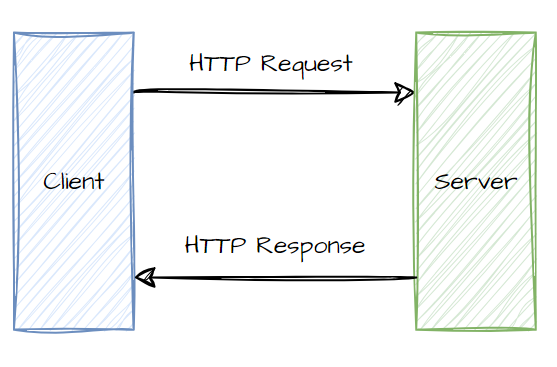 HTTP Request
Client
Server
HTTP Response